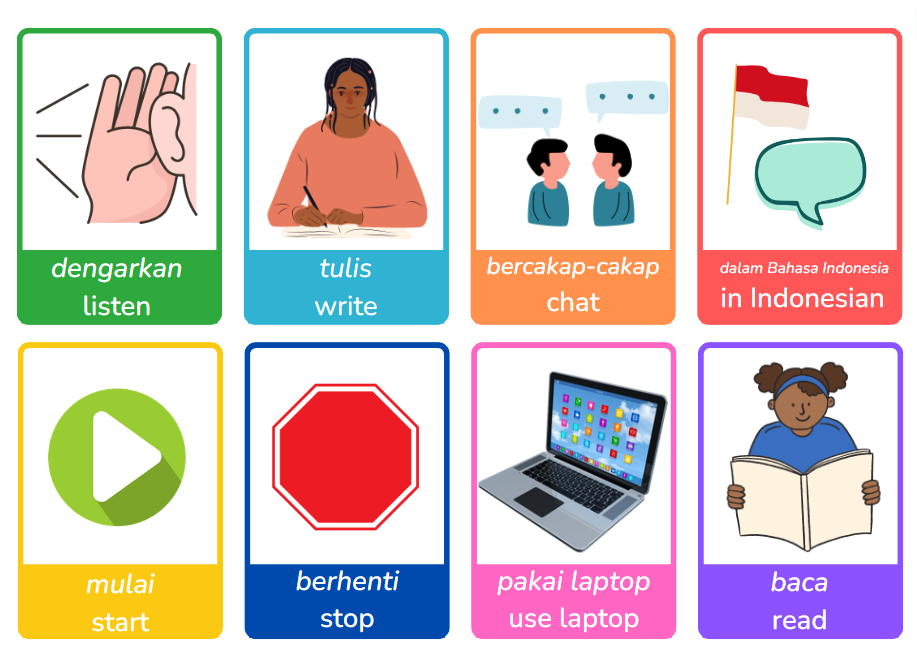 dengarkan
listen
tulis
write
bercakap-cakap
chat
dalam Bahasa Indonesia
in Indonesian
mulai
start
berhenti
stop
pakai laptop
use laptop
baca
read